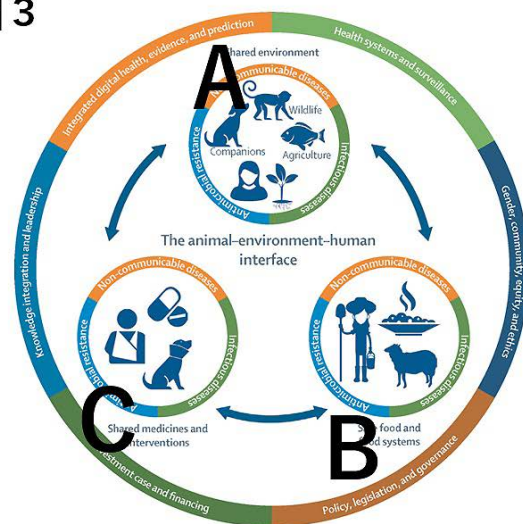 3
Integrated digital health, evidence, and prediction
Health systems and surveillance
Gender, community, equity, and ethics
Policy, legislation, and governance
case and financing
Knowledge integration and leadership
A
environment
communicable diseases
Infectious diseases
Antimicrobial resistance
Wildlife
Companions
Agriculture
The animal–environment–human
interface
Non-communicable diseases
Infectious diseases
resistance
C
Shared medicines and
Non-communicable diseases
Infectious diseases
Antimicrobial resistance
B
food and
systems